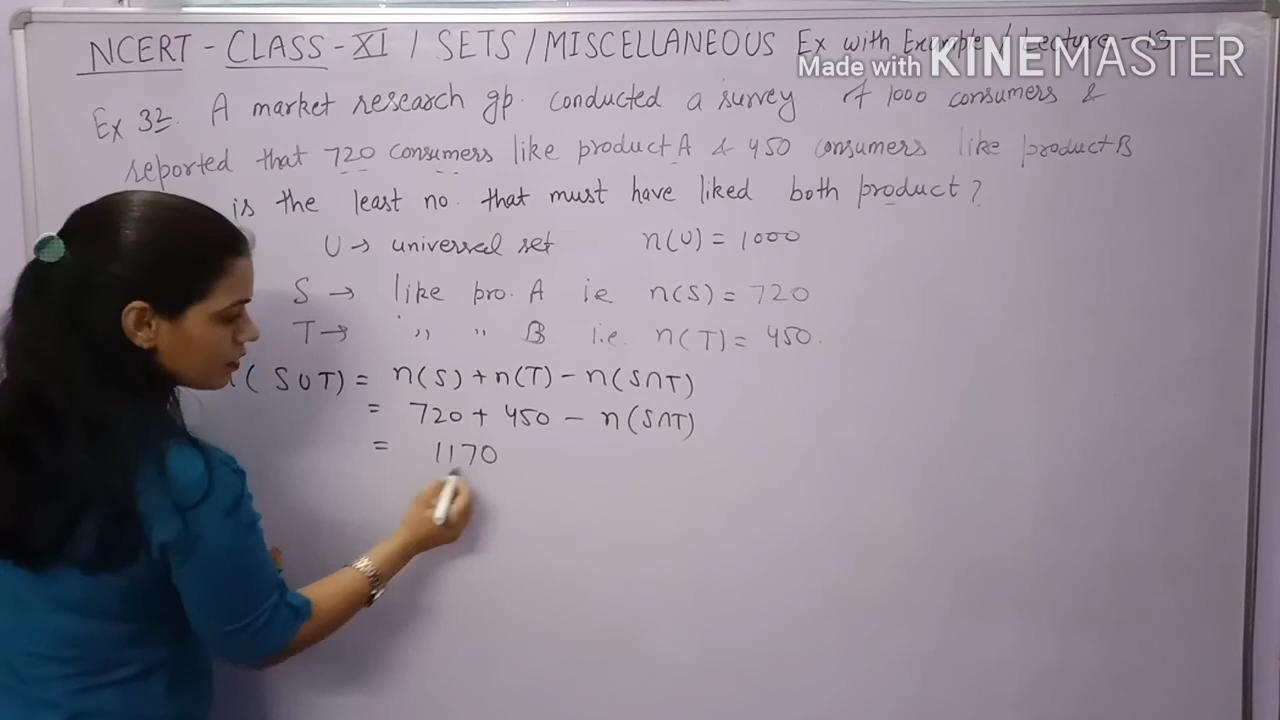 NCERT - CLASS - XI / SETS / MISCELLANEOUS Ex with Example / Lecture - 13
Made with KINEMASTER
Ex 32. A market research gp. conducted a survey of 1000 consumers &
reported that 720 consumers like product A & 450 consumers like product B
is the least no. that must have liked both product?
U → universal set n(U) = 1000
S → like pro. A i.e n(S) = 720
T → ,, ,, B i.e. n(T) = 450.
( S∪T) = n(S) + n(T) - n(S∩T)
= 720 + 450 - n(S∩T)
= 1170